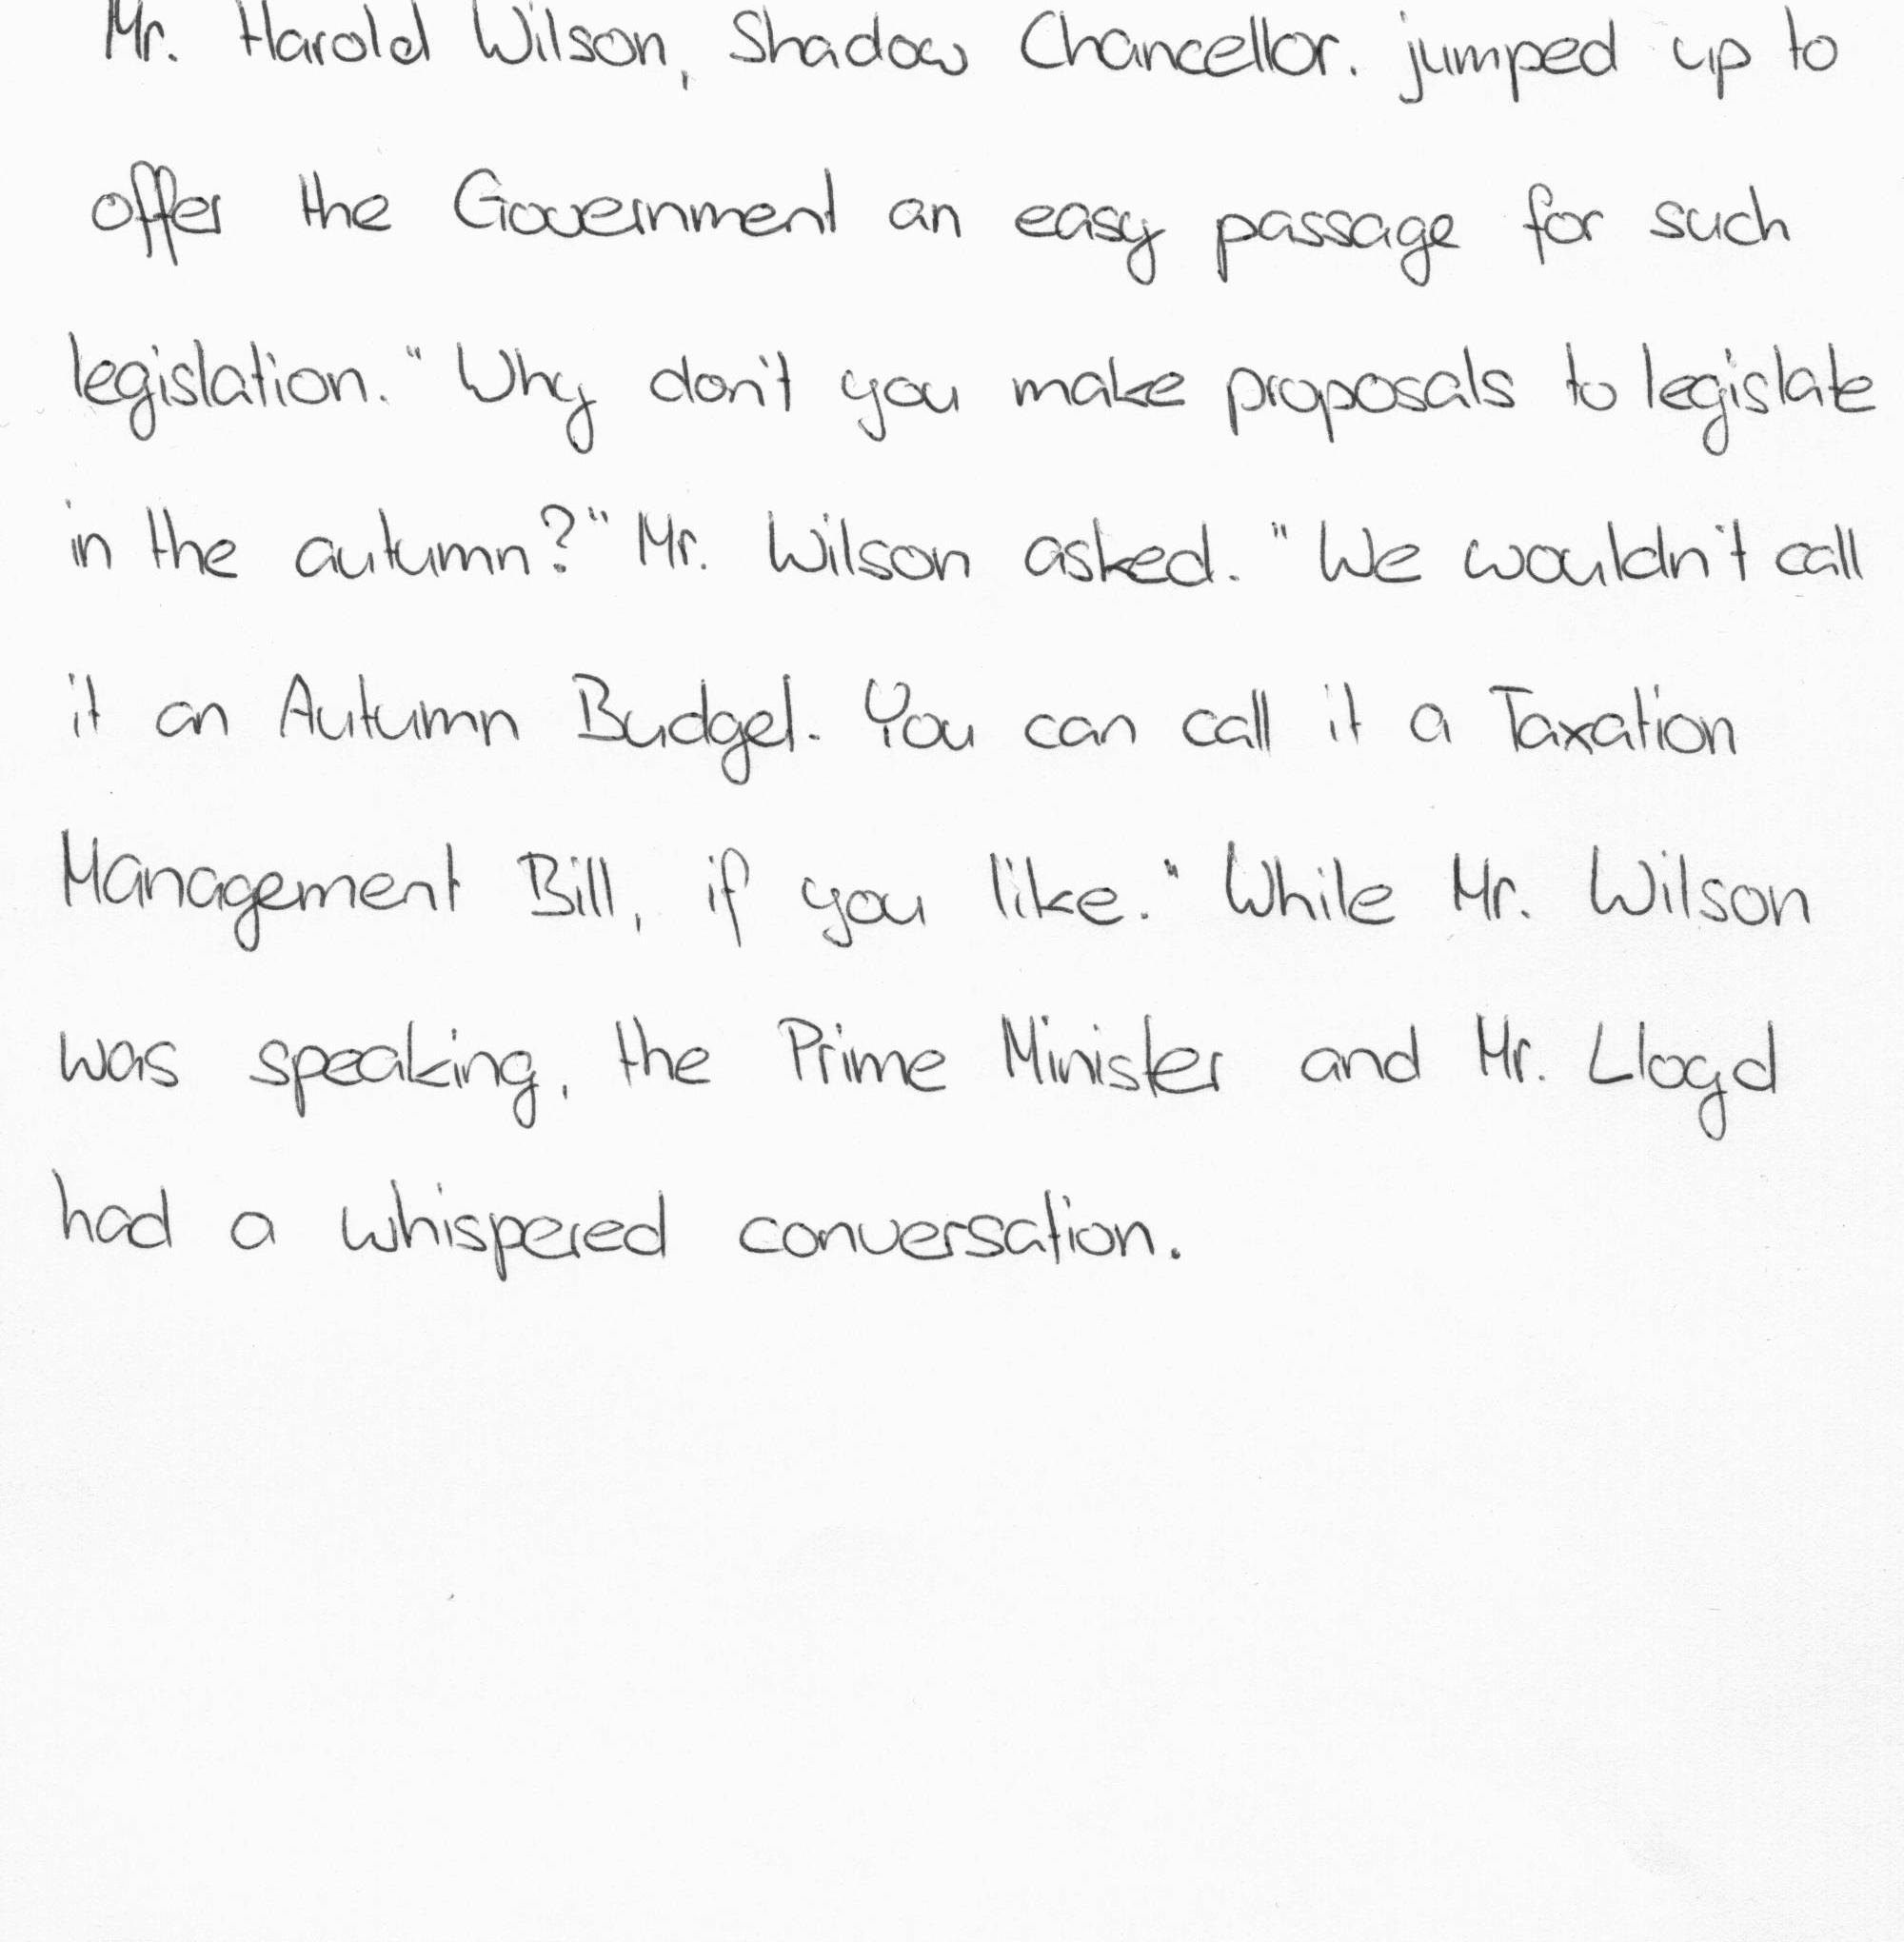 Mr. Harold Wilson, Shadow Chancellor. jumped up to
offer the Government an easy passage for such
legislation. "Why don't you make proposals to legislate
in the autumn?" Mr. Wilson asked. "We wouldn't call
it an Autumn Budget. You can call it a Taxation
Management Bill, if you like." While Mr. Wilson
was speaking, the Prime Minister and Mr. Lloyd
had a whispered conversation.